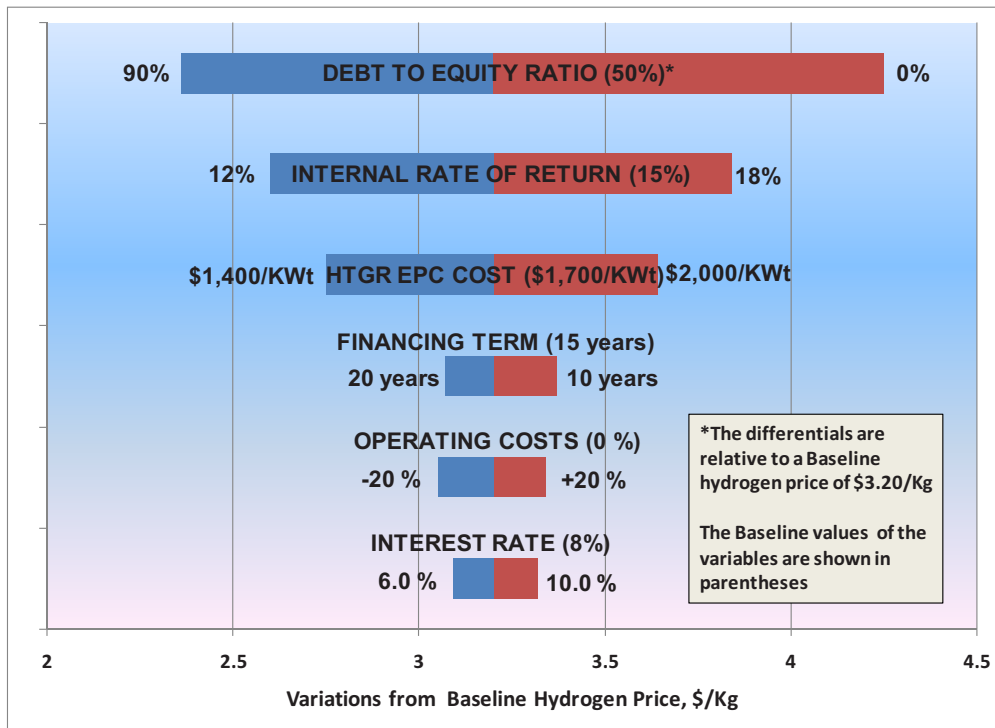 DEBT TO EQUITY RATIO (50%)*
90%
0%
INTERNAL RATE OF RETURN (15%)
12%
18%
HTGR EPC COST ($1,700/KWt)
$1,400/KWt
$2,000/KWt
FINANCING TERM (15 years)
20 years
10 years
OPERATING COSTS (0 %)
-20 %
+20 %
INTEREST RATE (8%)
6.0 %
10.0 %
*The differentials are
relative to a Baseline
hydrogen price of $3.20/Kg
The Baseline values of the
variables are shown in
parentheses
2
2.5
3
3.5
4
4.5
Variations from Baseline Hydrogen Price, $/Kg